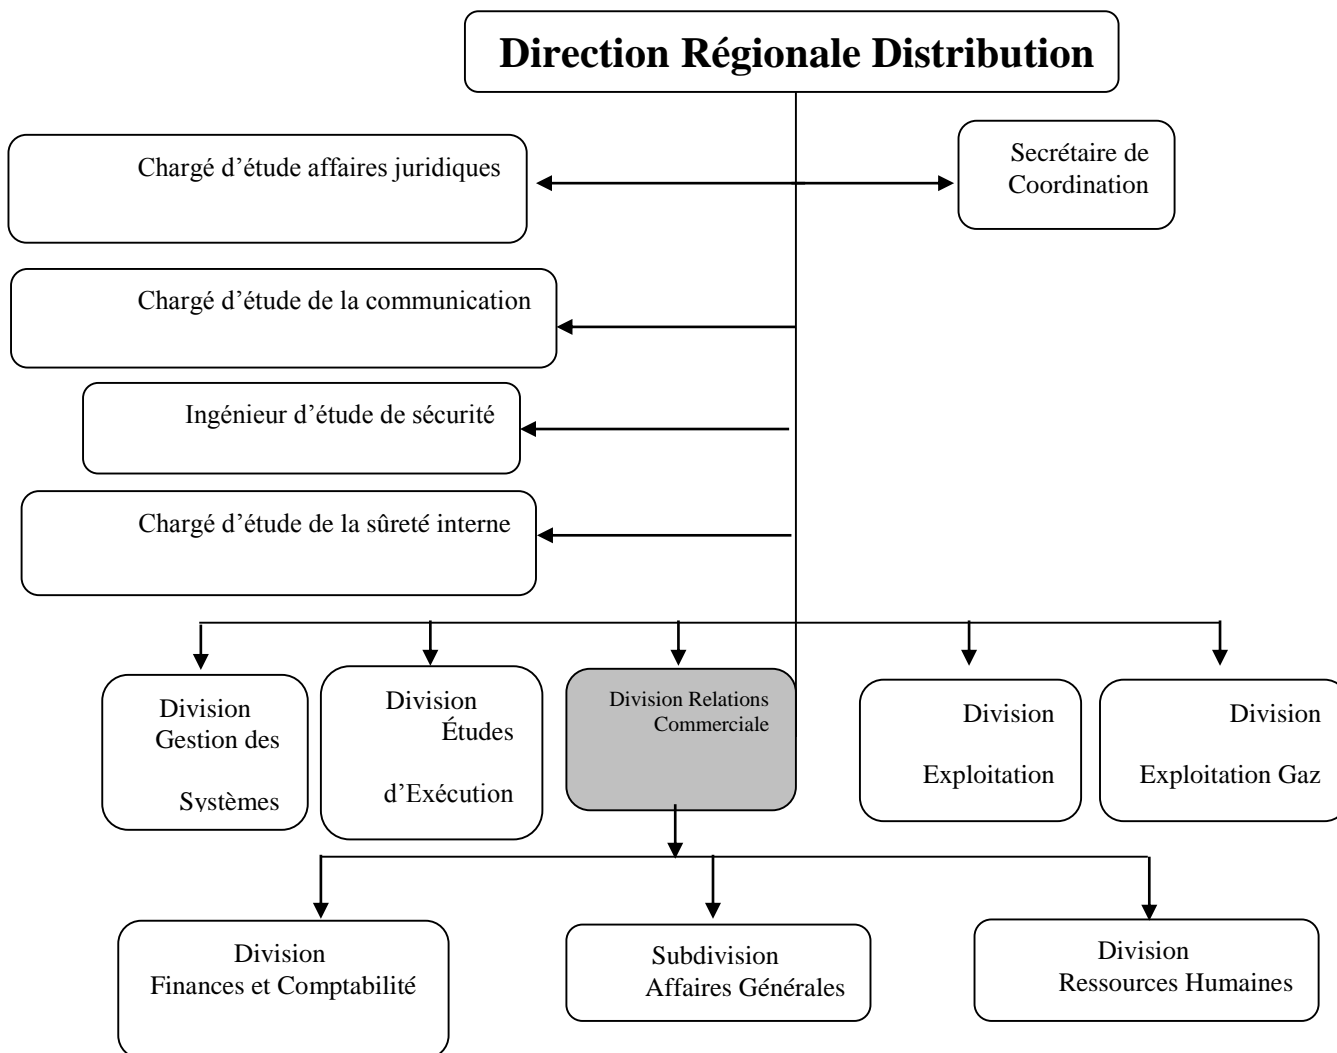 Direction Régionale Distribution
Chargé d’étude affaires juridiques
Secrétaire de
Coordination
Chargé d’étude de la communication
Ingénieur d’étude de sécurité
Chargé d’étude de la sûreté interne
Division
Gestion des
Systèmes
Division
Études
d’Exécution
Division Relations
Commerciale
Division
Exploitation
Division
Exploitation Gaz
Division
Finances et Comptabilité
Subdivision
Affaires Générales
Division
Ressources Humaines